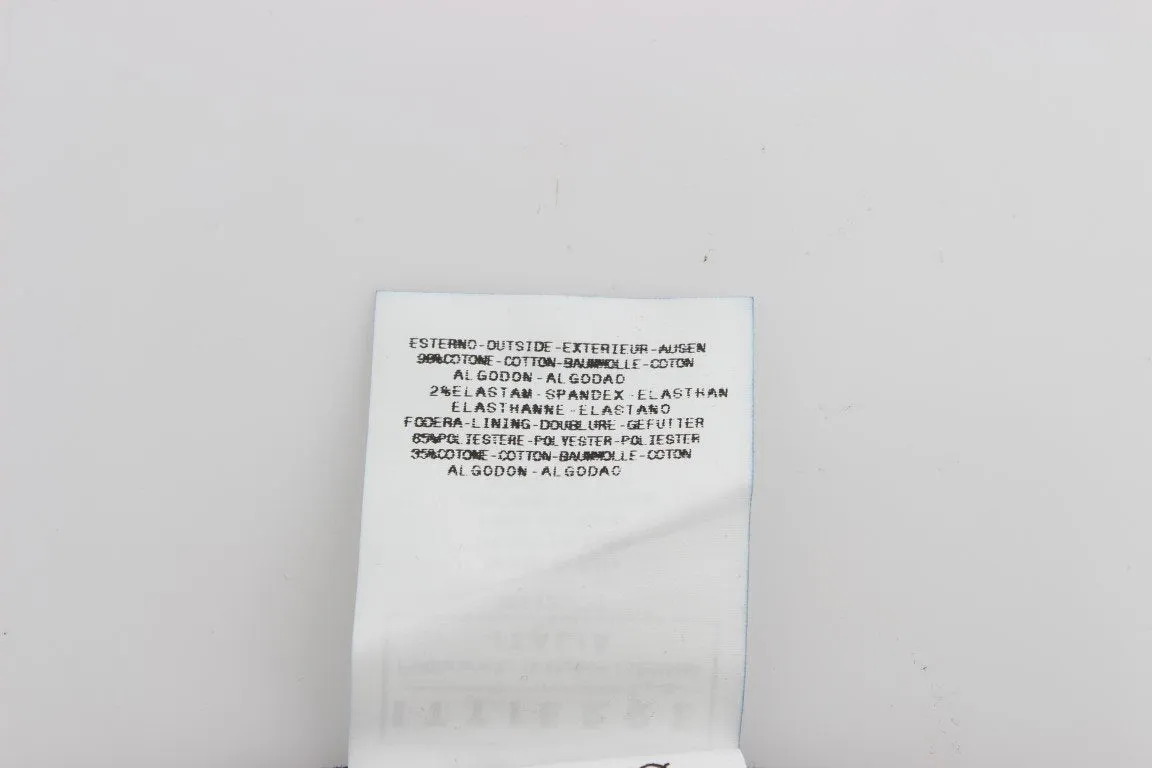 ESTERNO-OUTSIDE-EXTERIEUR-AUSEN
98%COTONE-COTTON-BAUMWOLLE-COTON
ALGODON-ALGODAO
2%ELASTAM-SPANDEX-ELASTHAN
ELASTHANNE-ELASTANO
FODERA-LINING-DOUBLURE-GEFUTTER
65%POLIESTERE-POLYESTER-POLIESTER
35%COTONE-COTTON-BAUMWOLLE-COTON
ALGODON-ALGODAO